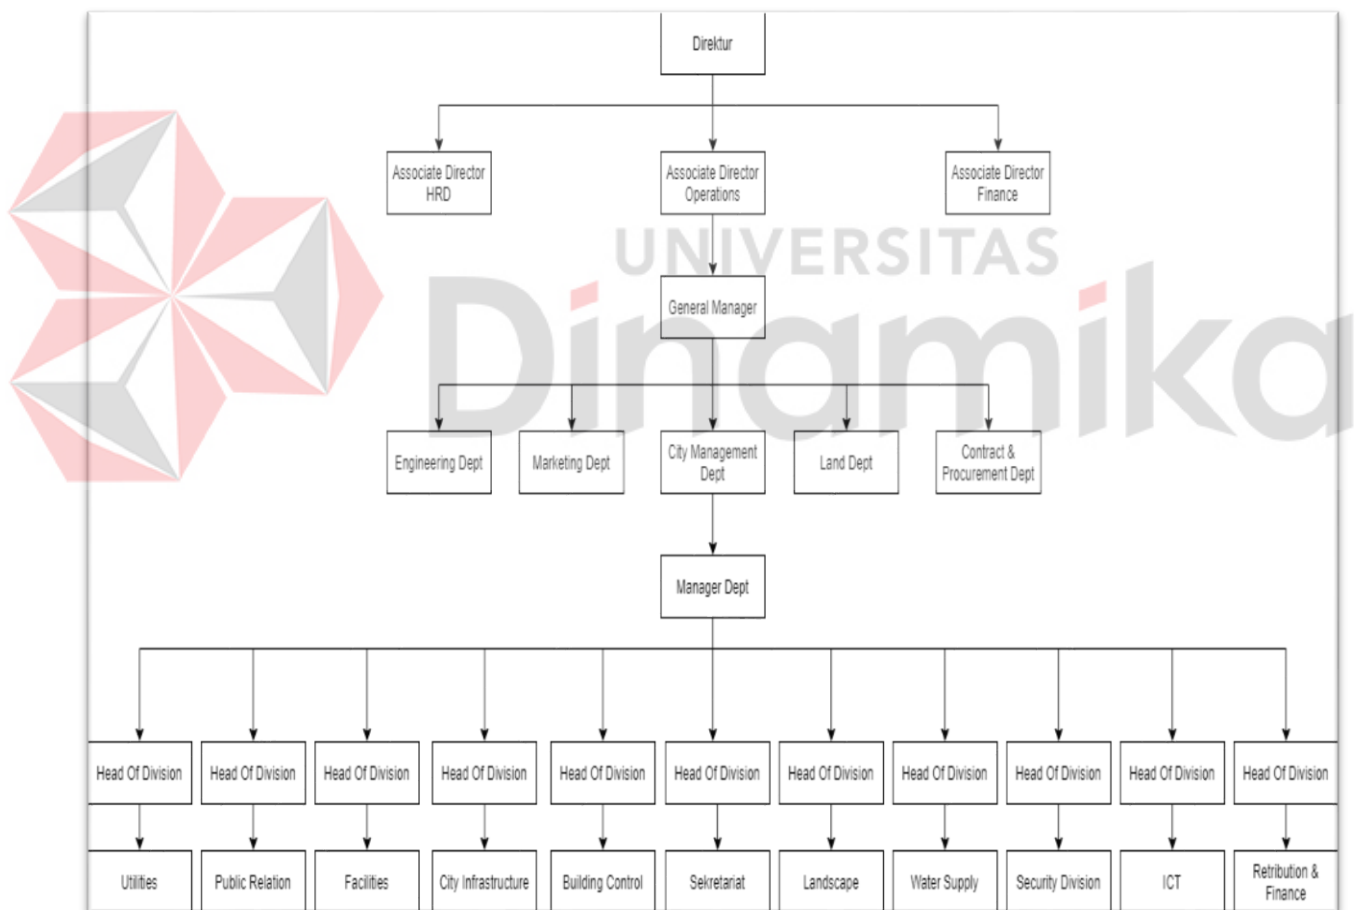 Direktur
Associate Director
HRD
Associate Director
Operations
Associate Director
Finance
UNIVERSITAS
Dinamika
General Manager
Engineering Dept
Marketing Dept
City Management
Dept
Land Dept
Contract &
Procurement Dept
Manager Dept
Head Of Division
Head Of Division
Head Of Division
Head Of Division
Head Of Division
Head Of Division
Head Of Division
Head Of Division
Head Of Division
Head Of Division
Head Of Division
Utilities
Public Relation
Facilities
City Infrastructure
Building Control
Sekretariat
Landscape
Water Supply
Security Division
ICT
Retribution &
Finance